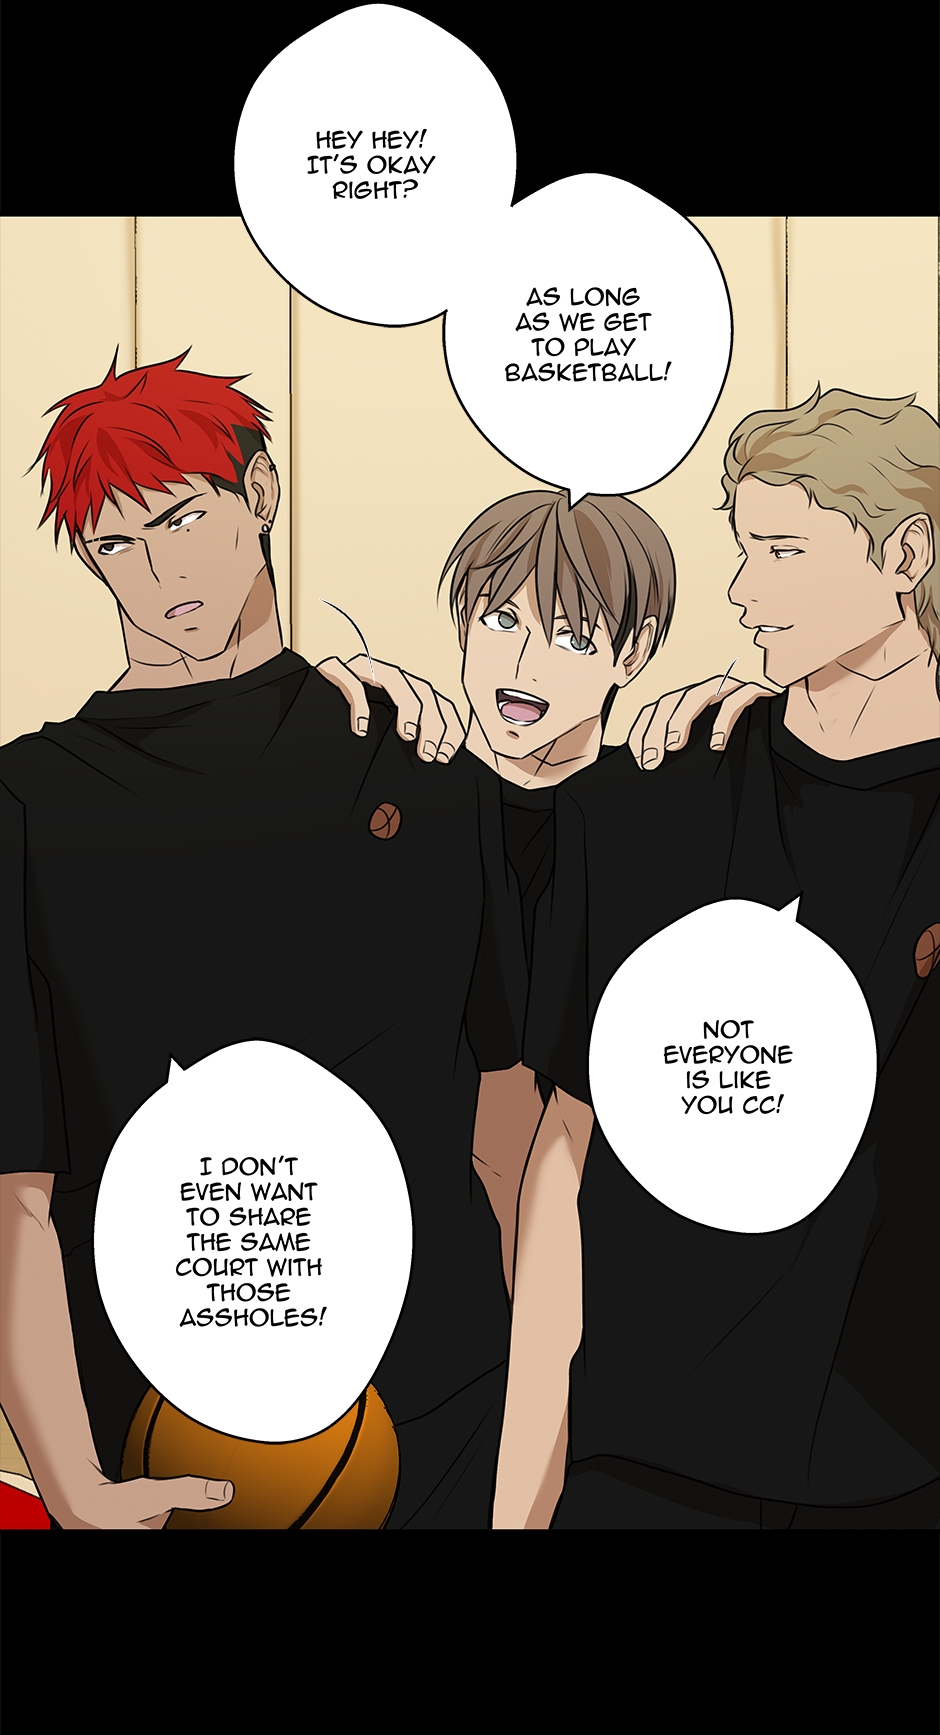 HEY HEY!
IT'S OKAY
RIGHT?
AS LONG
AS WE GET
TO PLAY
BASKETBALL!
NOT
EVERYONE
IS LIKE
YOU CC!
I DON'T
EVEN WANT
TO SHARE
THE SAME
COURT WITH
THOSE
ASSHOLES!